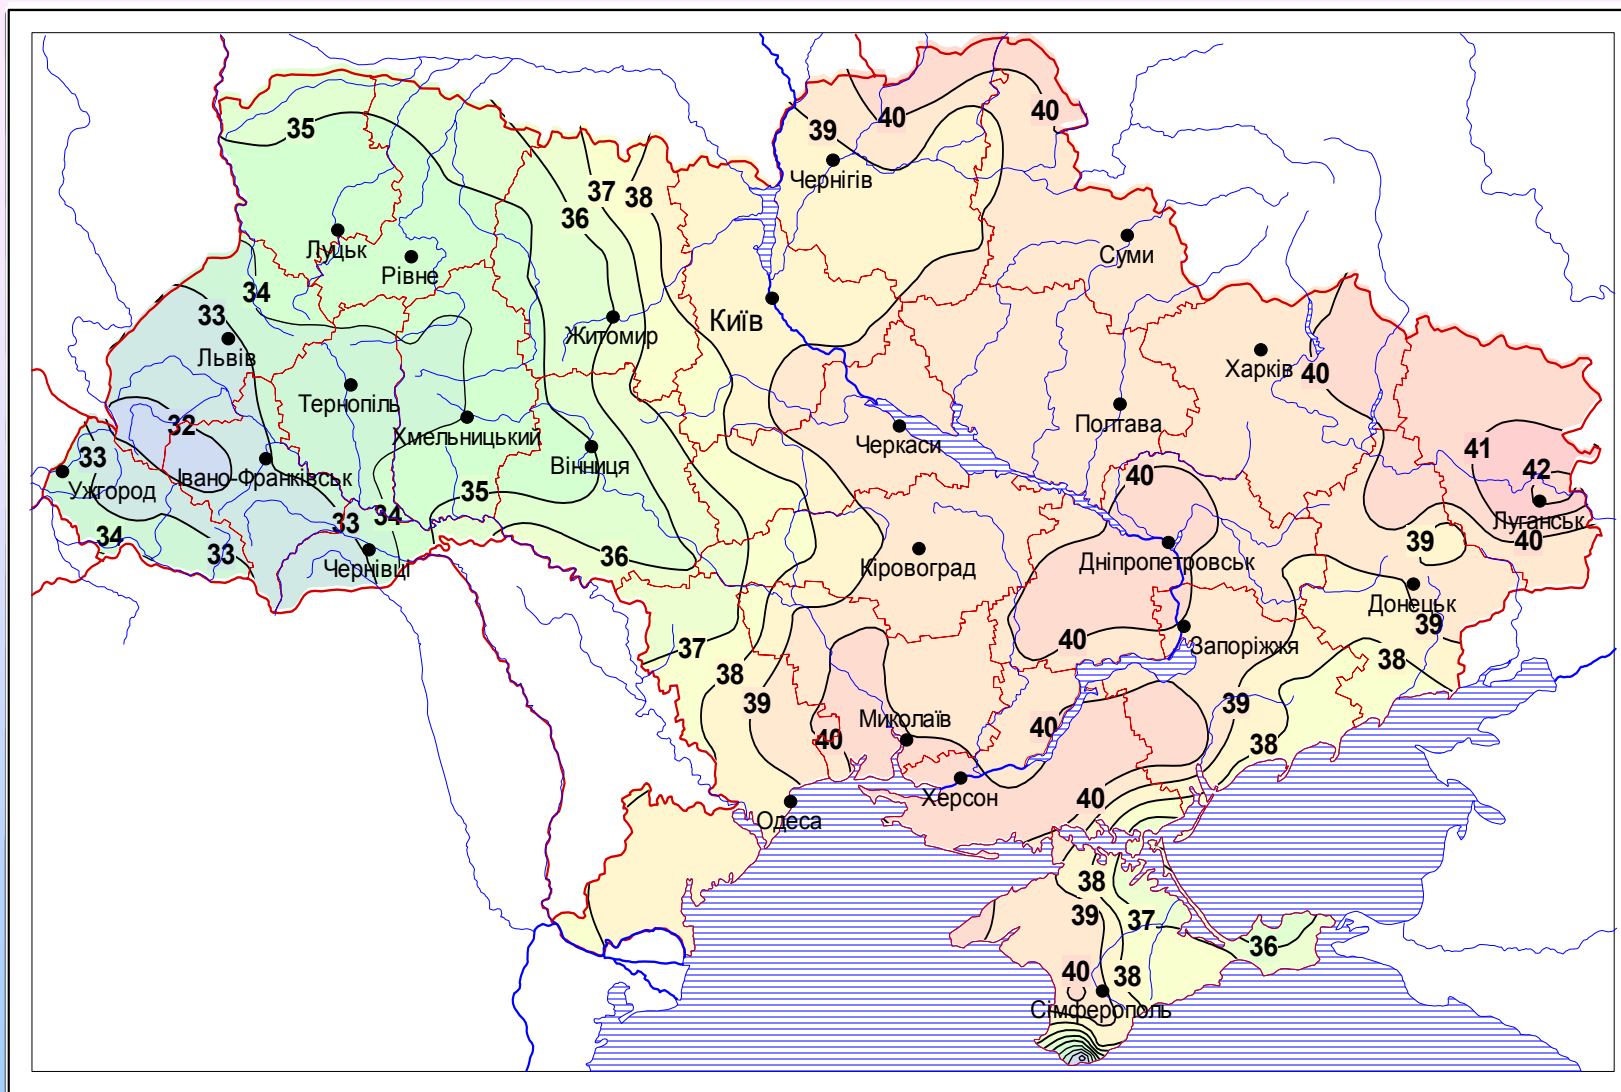 39
40
40
35
Чернігів
37
38
36
Луцьк
Рівне
Суми
34
33
Київ
Житомир
Львів
Харків
40
Тернопіль
32
Хмельницький
Полтава
Черкаси
33
Вінниця
41
40
42
Івано-Франківськ
Ужгород
35
33
34
Луганськ
34
33
39
40
36
Чернівці
Кіровоград
Дніпропетровськ
Донецьк
39
37
40
Запоріжжя
38
38
39
39
Миколаїв
40
40
38
Херсон
40
Одеса
38
39
37
36
40
38
Сімферополь